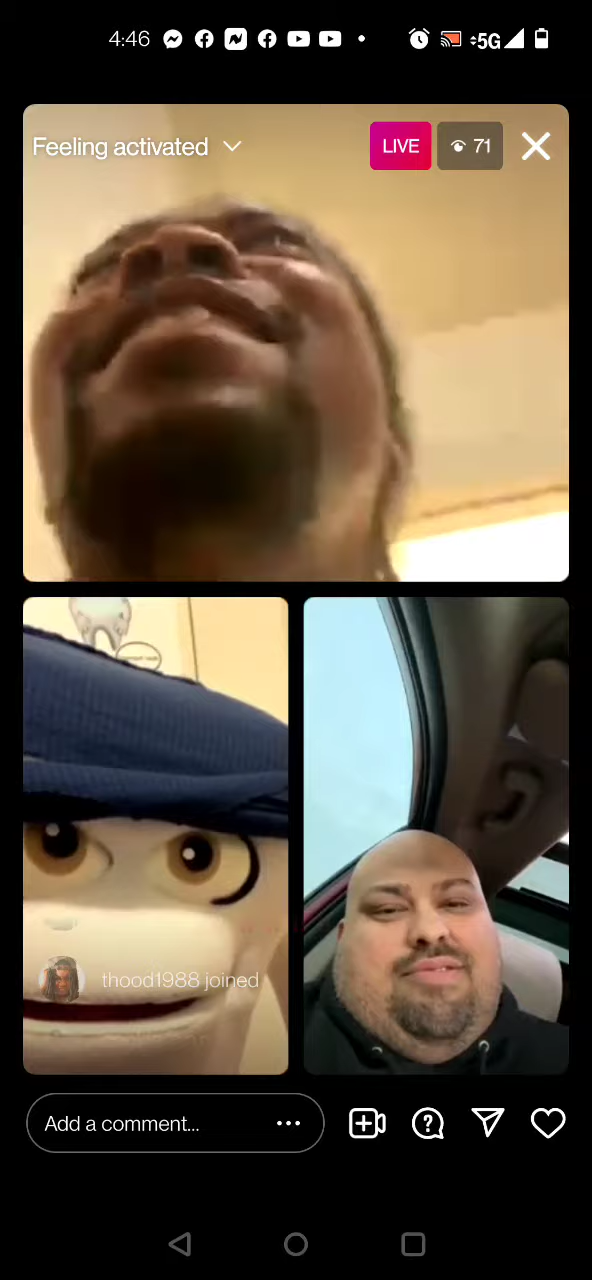 4:46
5G
Feeling activated
LIVE
71
thood1988 joined
Add a comment...